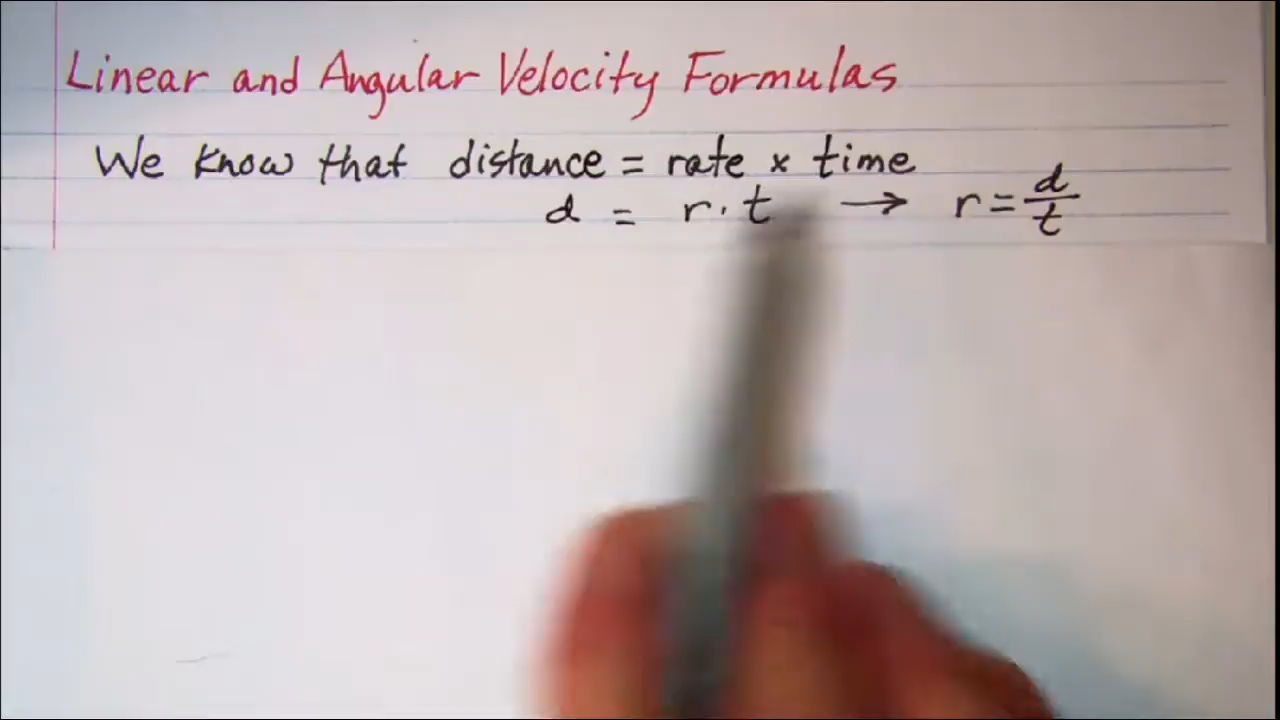 Linear and Angular Velocity Formulas
We know that distance = rate × time
d = r · t → r = d/t